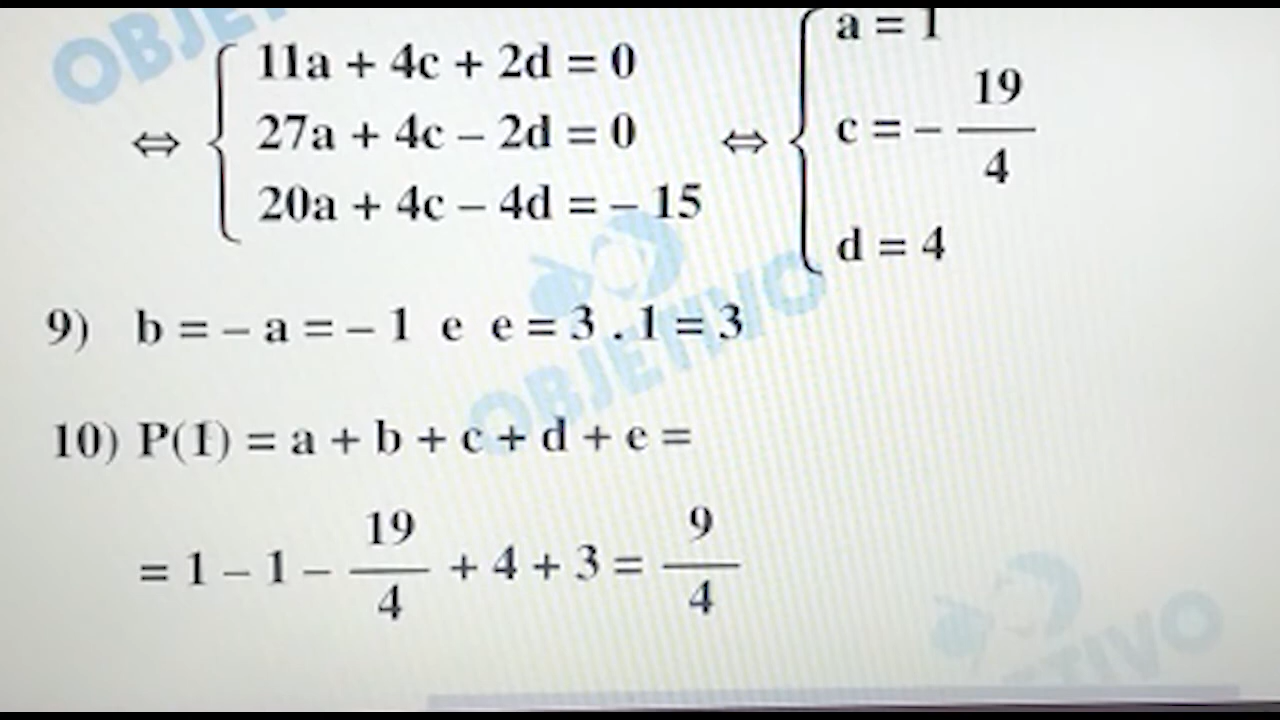 OBJETIVO
11a + 4c + 2d = 0
⇔ 27a + 4c – 2d = 0 ⇔
20a + 4c – 4d = – 15
a = 1
c = – 19/4
d = 4
9) b = – a = – 1 e e = 3 . 1 = 3
OBJETIVO
10) P(1) = a + b + c + d + e =
= 1 – 1 – 19/4 + 4 + 3 = 9/4